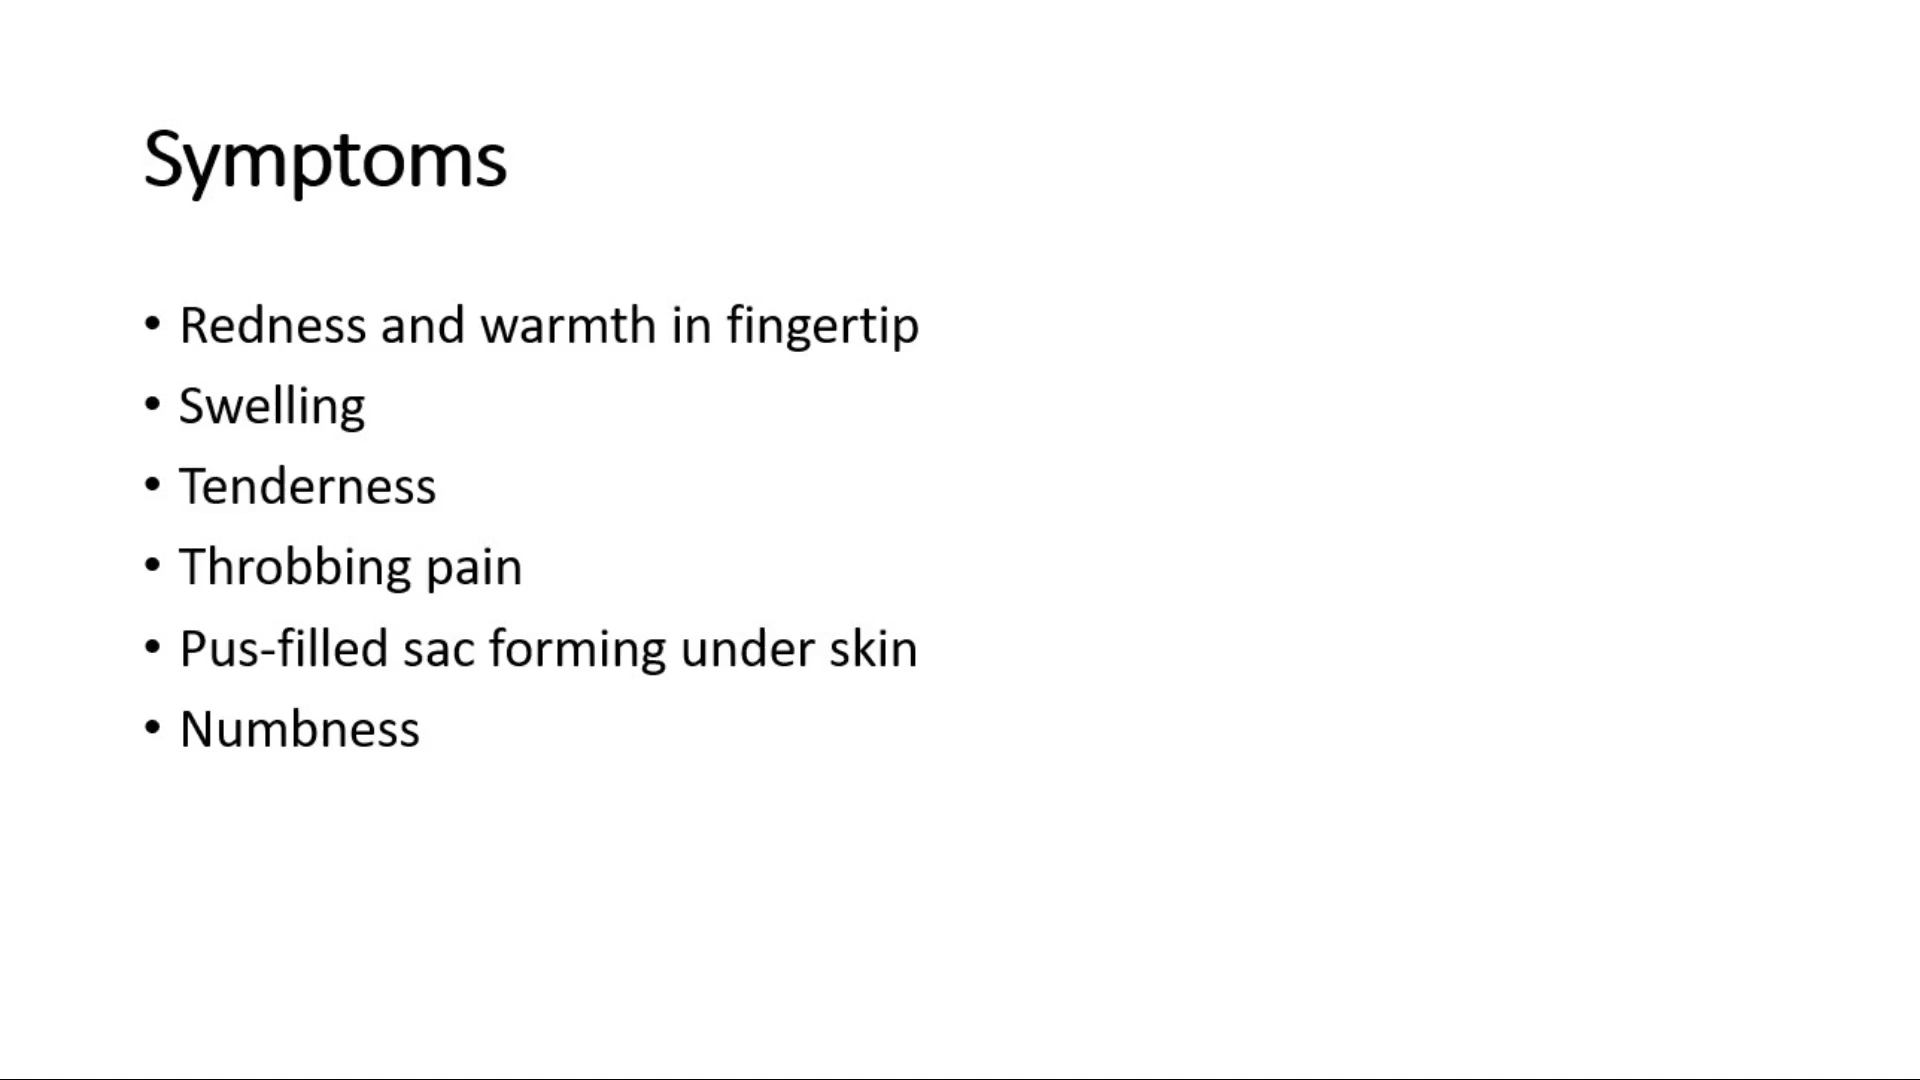 Symptoms
• Redness and warmth in fingertip
• Swelling
• Tenderness
• Throbbing pain
• Pus-filled sac forming under skin
• Numbness